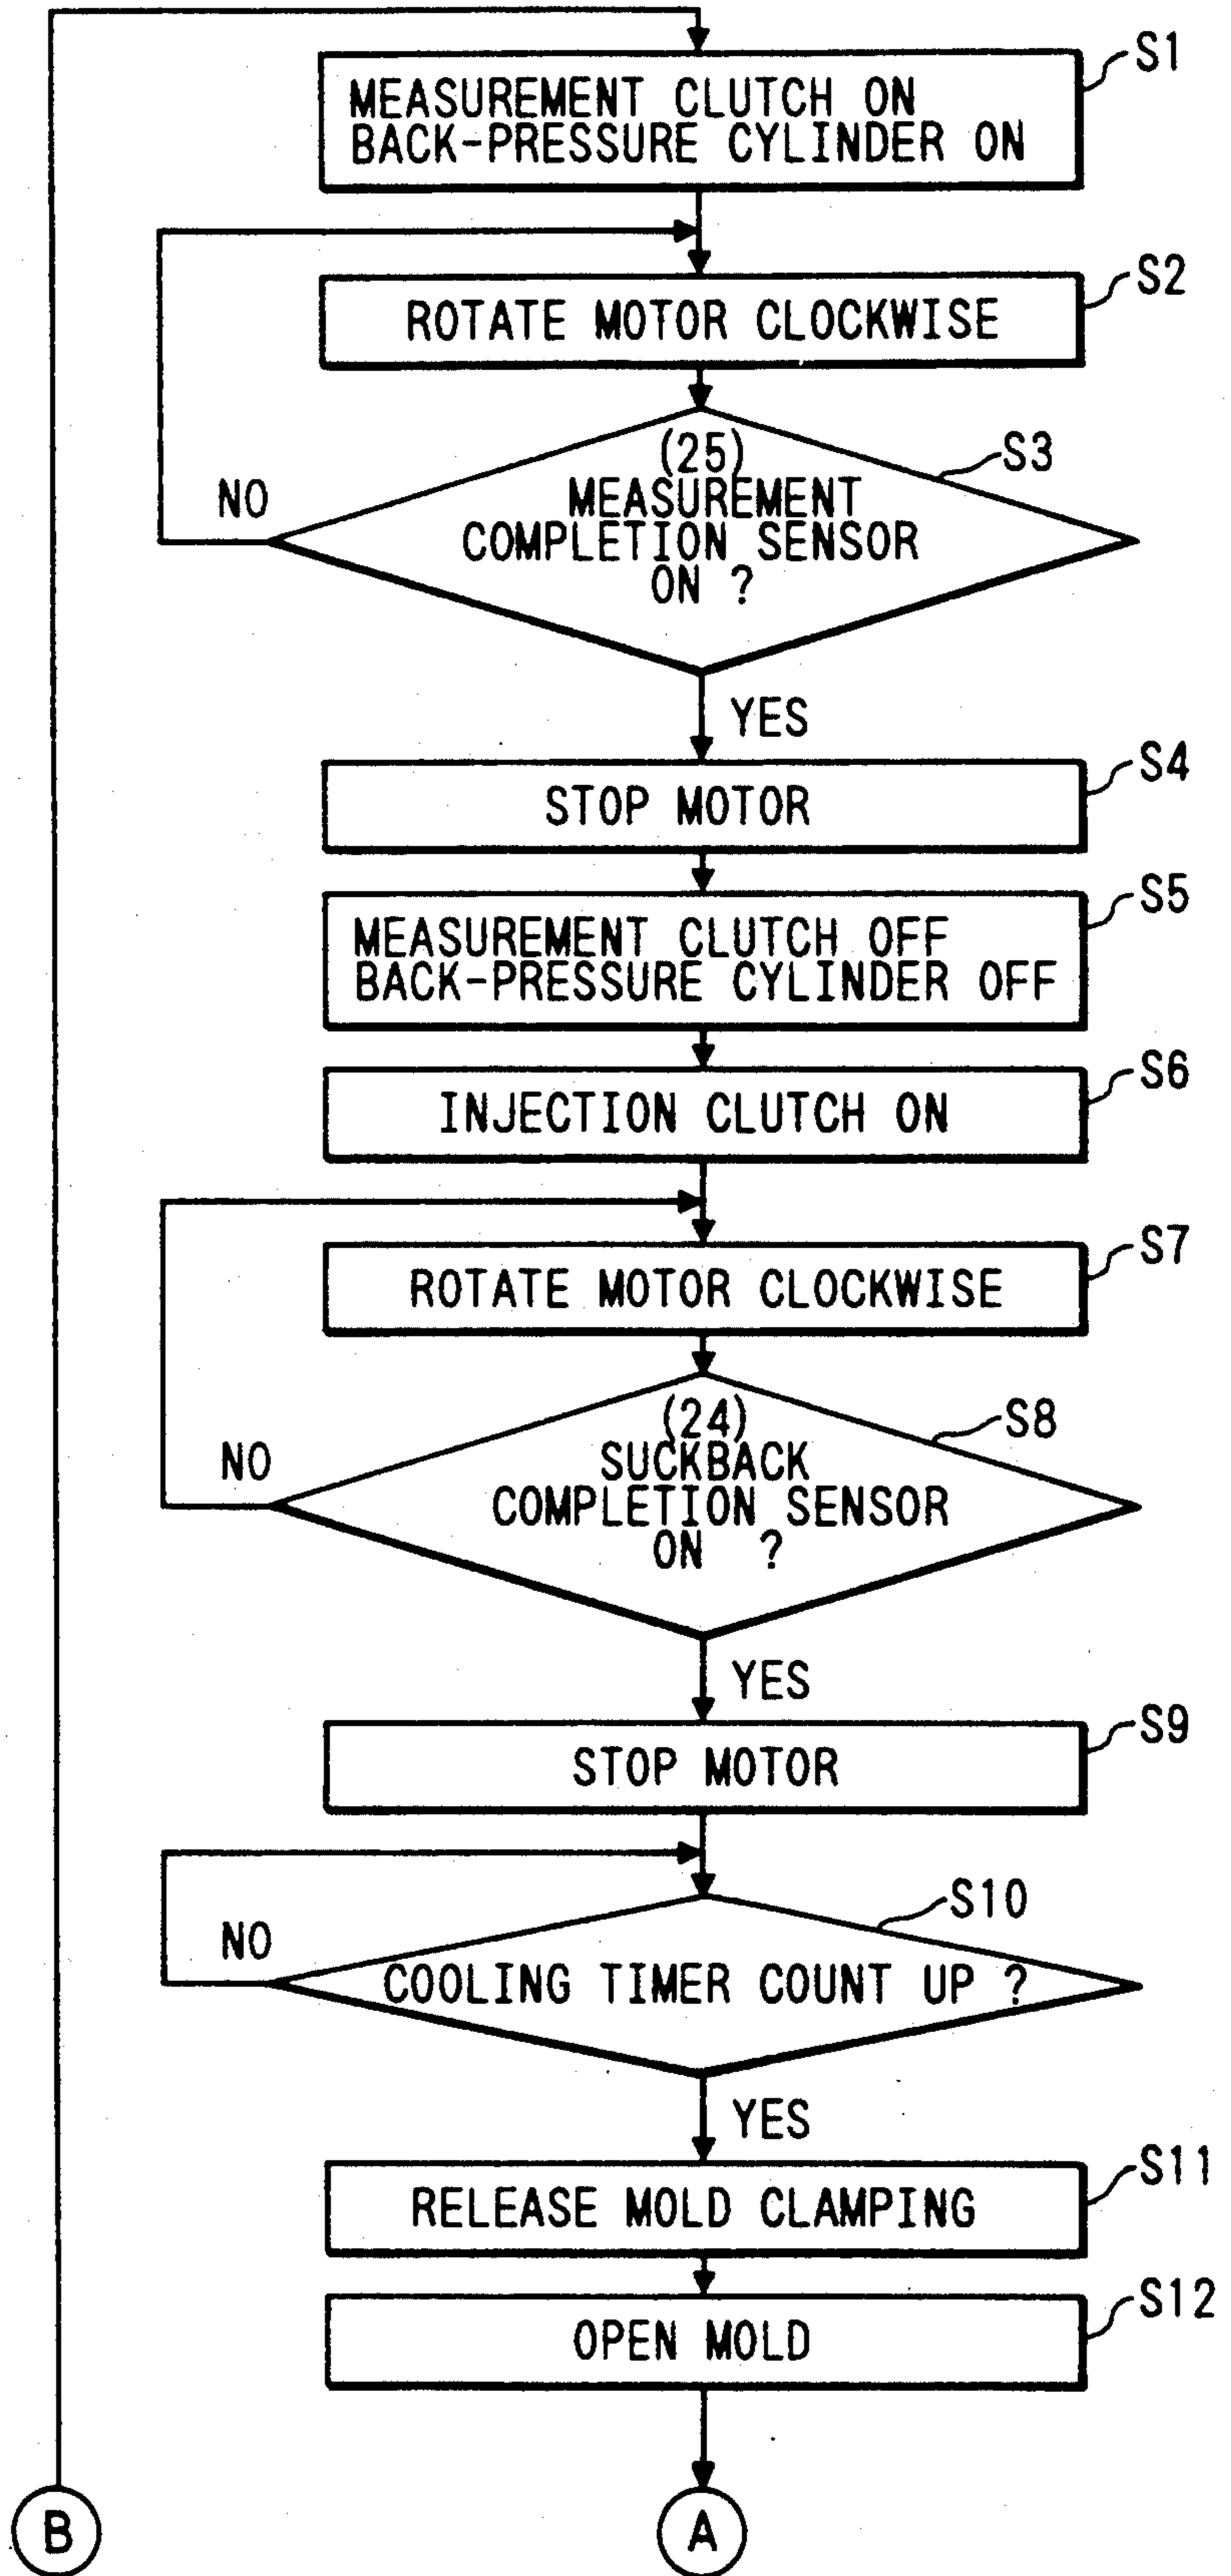 S1
MEASUREMENT CLUTCH ON
BACK-PRESSURE CYLINDER ON
S2
ROTATE MOTOR CLOCKWISE
S3
(25)
MEASUREMENT
COMPLETION SENSOR
ON ?
NO
YES
S4
STOP MOTOR
S5
MEASUREMENT CLUTCH OFF
BACK-PRESSURE CYLINDER OFF
S6
INJECTION CLUTCH ON
S7
ROTATE MOTOR CLOCKWISE
S8
(24)
SUCKBACK
COMPLETION SENSOR
ON ?
NO
YES
S9
STOP MOTOR
S10
NO
COOLING TIMER COUNT UP ?
YES
S11
RELEASE MOLD CLAMPING
S12
OPEN MOLD
B
A